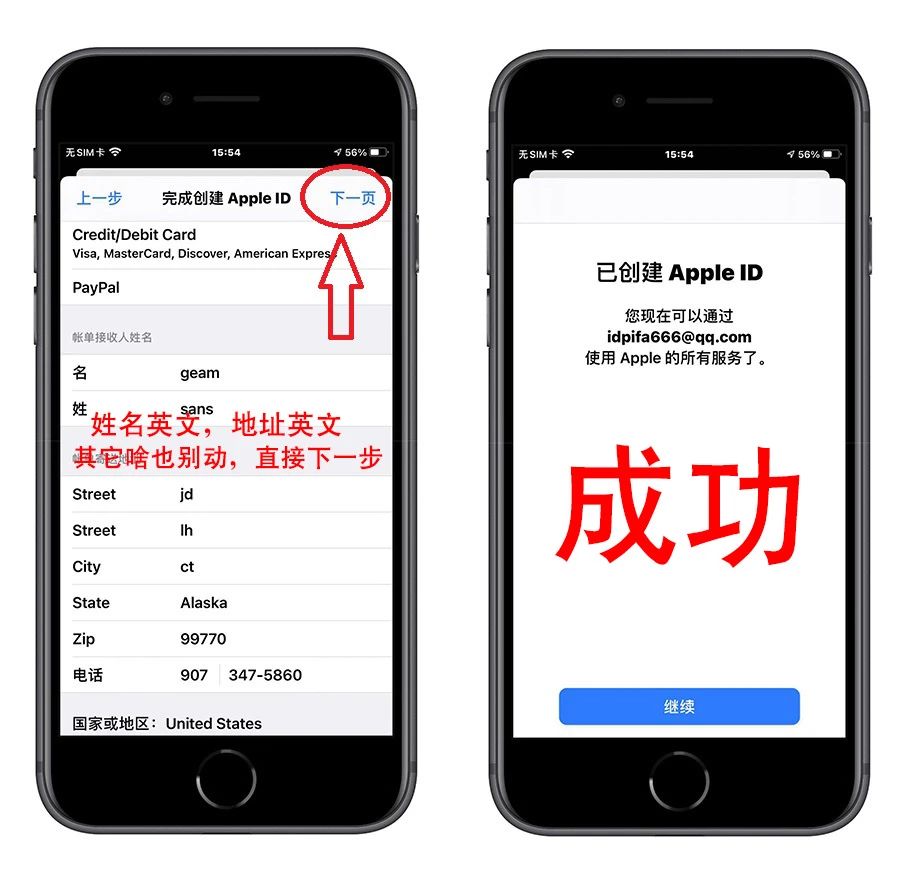 无SIM卡 15:54 56%
上一步 完成创建 Apple ID 下一页
Credit/Debit Card
Visa, MasterCard, Discover, American Express
PayPal
帐单接收人姓名
名 geam
姓 sans
姓名英文，地址英文
其它啥也别动，直接下一步
Street jd
Street lh
City ct
State Alaska
Zip 99770
电话 907 347-5860
国家或地区：United States
无SIM卡 15:54 56%
已创建 Apple ID
您现在可以通过
idpifa666@qq.com
使用 Apple 的所有服务了。
成功
继续